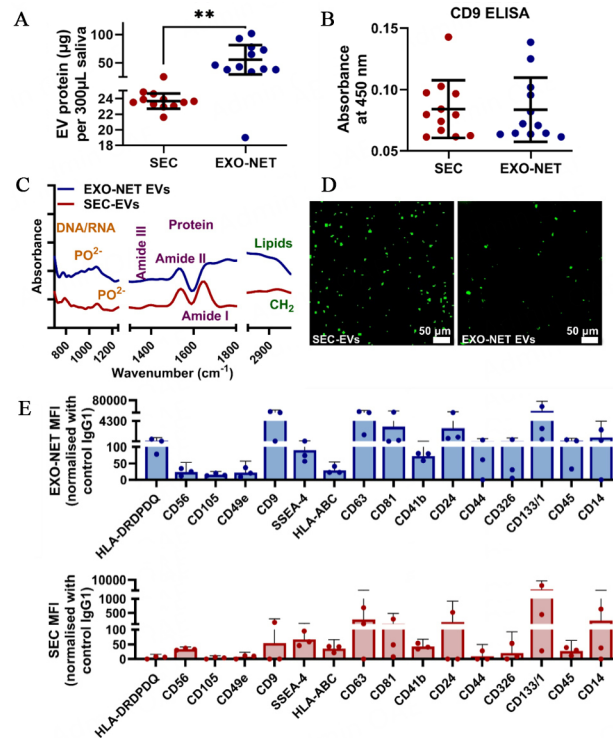 A
**
EV protein (µg)
per 300µL saliva
100
50
24
22
20
18
SEC
EXO-NET
B
CD9 ELISA
Absorbance
at 450 nm
0.15
0.10
0.05
SEC
EXO-NET
C
EXO-NET EVs
SEC-EVs
Absorbance
DNA/RNA
PO²⁻
PO²⁻
Amide III
Protein
Amide II
Amide I
Lipids
CH₂
800
1000
1200
1400
1600
1800
2900
Wavenumber (cm⁻¹)
D
SEC-EVs
50 µm
EXO-NET EVs
50 µm
E
EXO-NET MFI
(normalised with
control IgG1)
80000
4300
100
50
0
HLA-DRDPDQ
CD56
CD105
CD49e
CD9
SSEA-4
HLA-ABC
CD63
CD81
CD41b
CD24
CD44
CD326
CD133/1
CD45
CD14
SEC MFI
(normalised with
control IgG1)
10000
1000
500
100
50
0
HLA-DRDPDQ
CD56
CD105
CD49e
CD9
SSEA-4
HLA-ABC
CD63
CD81
CD41b
CD24
CD44
CD326
CD133/1
CD45
CD14